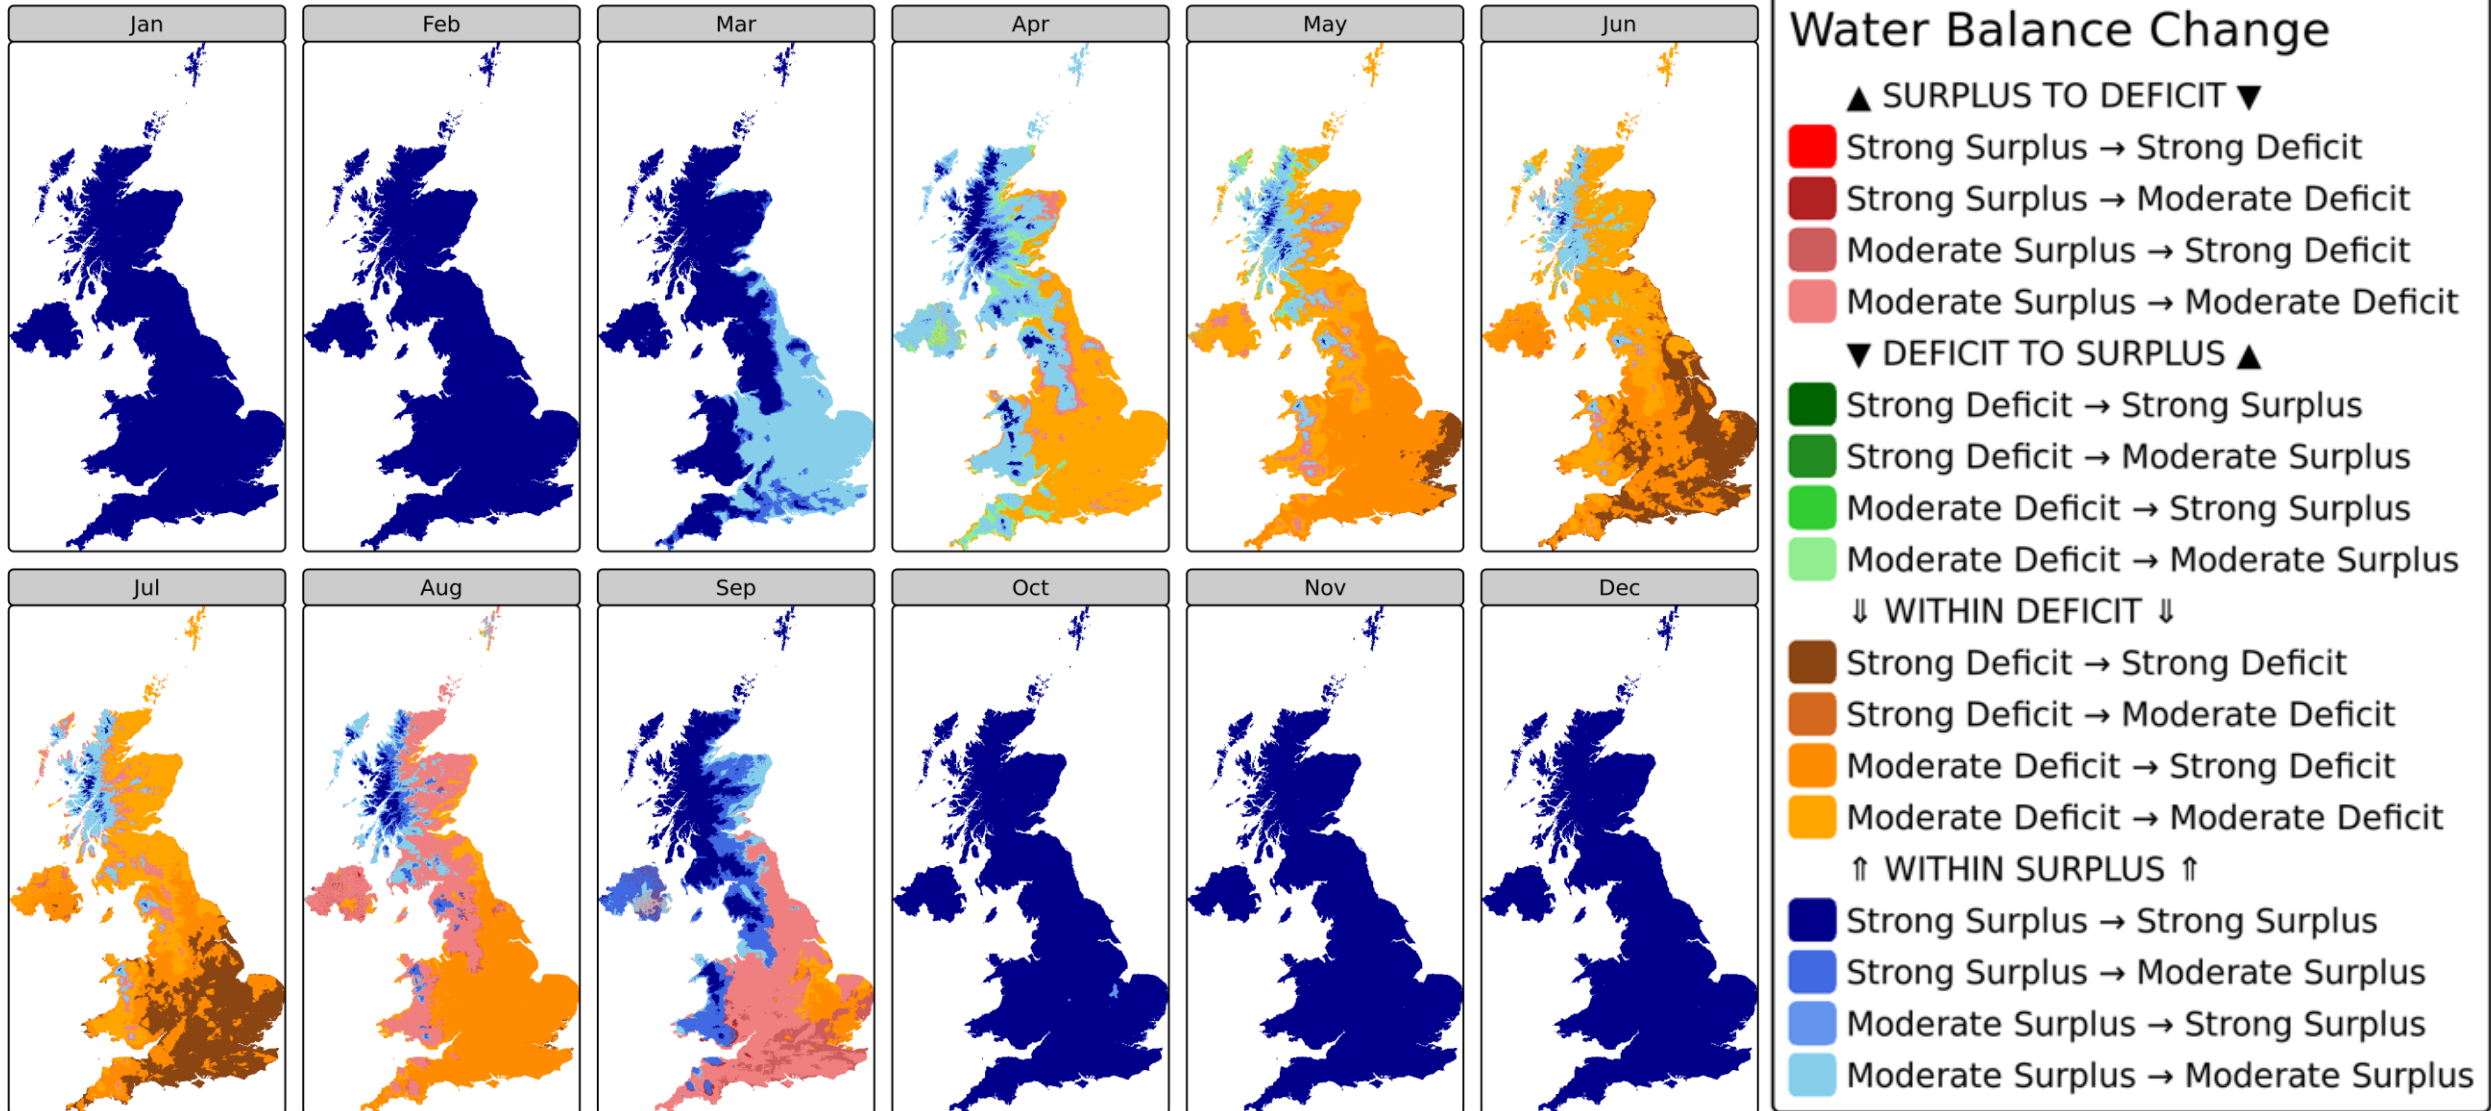 Jan
Feb
Mar
Apr
May
Jun
Jul
Aug
Sep
Oct
Nov
Dec
Water Balance Change
▲ SURPLUS TO DEFICIT ▼
Strong Surplus → Strong Deficit
Strong Surplus → Moderate Deficit
Moderate Surplus → Strong Deficit
Moderate Surplus → Moderate Deficit
▼ DEFICIT TO SURPLUS ▲
Strong Deficit → Strong Surplus
Strong Deficit → Moderate Surplus
Moderate Deficit → Strong Surplus
Moderate Deficit → Moderate Surplus
⇓ WITHIN DEFICIT ⇓
Strong Deficit → Strong Deficit
Strong Deficit → Moderate Deficit
Moderate Deficit → Strong Deficit
Moderate Deficit → Moderate Deficit
⇑ WITHIN SURPLUS ⇑
Strong Surplus → Strong Surplus
Strong Surplus → Moderate Surplus
Moderate Surplus → Strong Surplus
Moderate Surplus → Moderate Surplus